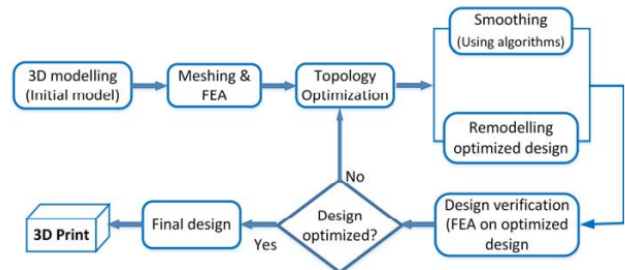 3D modelling
(Initial model)
Meshing &
FEA
Topology
Optimization
Smoothing
(Using algorithms)
Remodelling
optimized design
Design verification
(FEA on optimized
design
Design
optimized?
No
Yes
Final design
3D Print